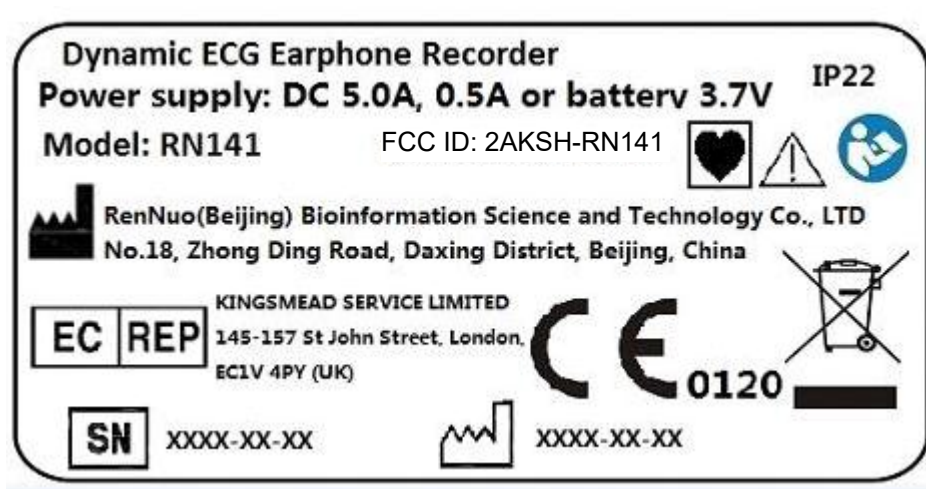 Dynamic ECG Earphone Recorder
IP22
Power supply: DC 5.0A, 0.5A or battery 3.7V
Model: RN141
FCC ID: 2AKSH-RN141
RenNuo(Beijing) Bioinformation Science and Technology Co., LTD
No.18, Zhong Ding Road, Daxing District, Beijing, China
EC REP
KINGSMEAD SERVICE LIMITED
145-157 St John Street, London,
EC1V 4PY (UK)
CE 0120
SN XXXX-XX-XX
XXXX-XX-XX